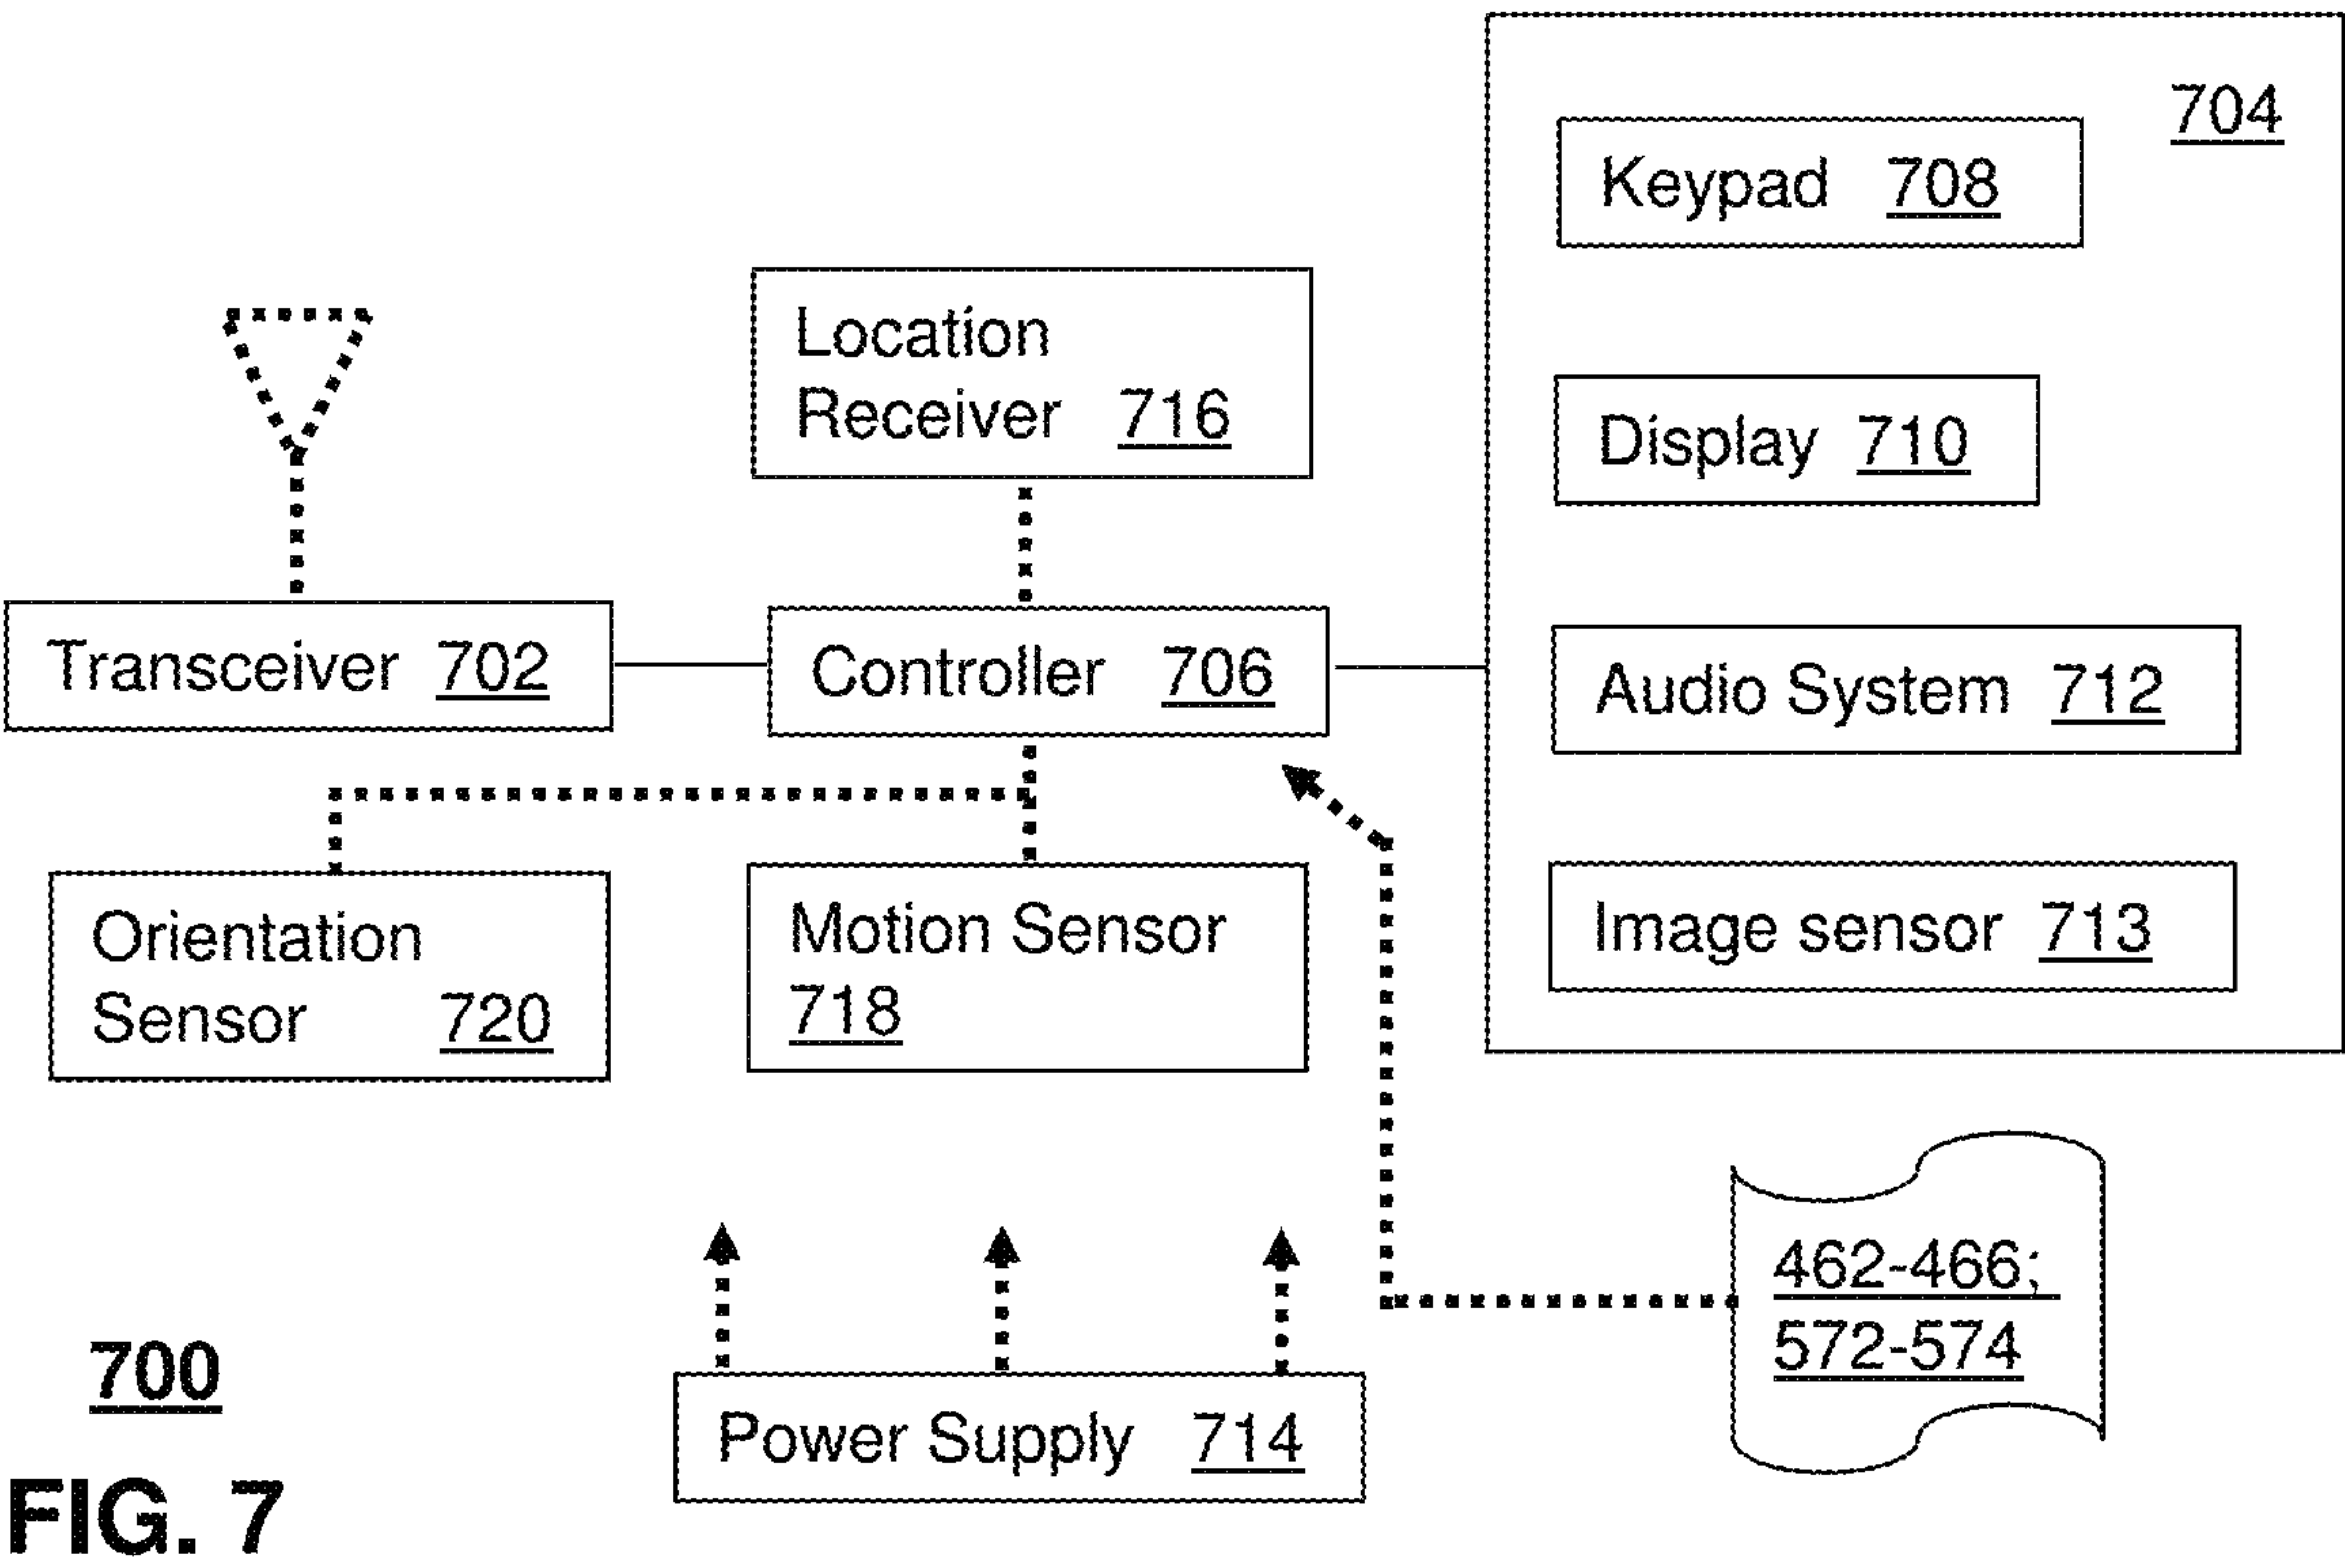 704
Keypad 708
Location
Receiver 716
Display 710
Transceiver 702
Controller 706
Audio System 712
Orientation
Sensor 720
Motion Sensor
718
Image sensor 713
462-466;
572-574
700
Power Supply 714
FIG. 7